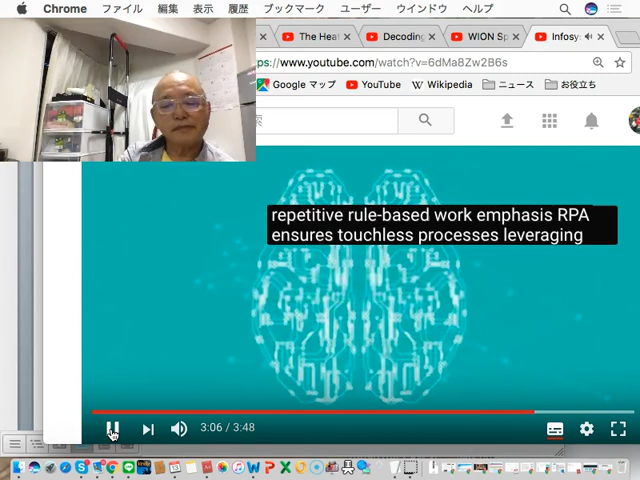 Chrome ファイル 編集 表示 履歴 ブックマーク ユーザー ウインドウ ヘルプ
The Hea Decoding WION Sp Infosys
ps://www.youtube.com/watch?v=6dMa8Zw2B6s
Google マップ YouTube Wikipedia ニュース お役立ち
repetitive rule-based work emphasis RPA
ensures touchless processes leveraging
3:06 / 3:48